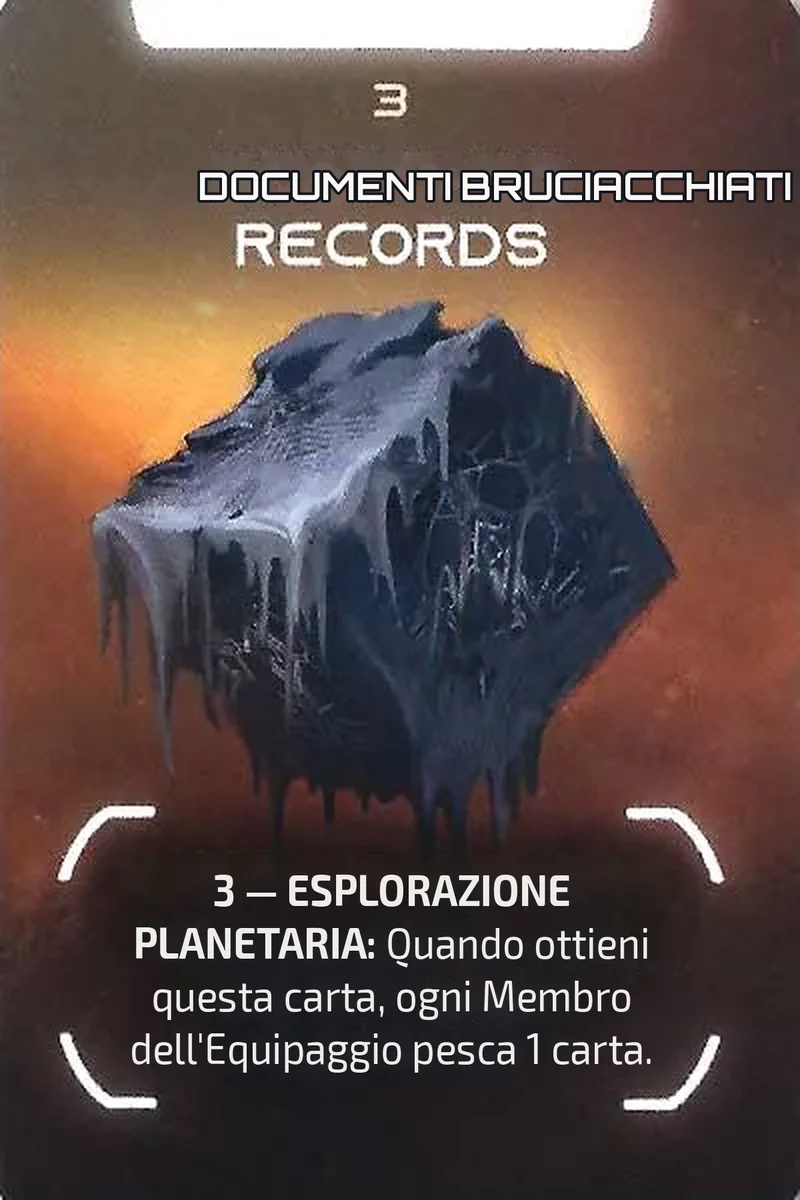 3
DOCUMENTI BRUCIACCHIATI
RECORDS
3 — ESPLORAZIONE
PLANETARIA: Quando ottieni
questa carta, ogni Membro
dell'Equipaggio pesca 1 carta.